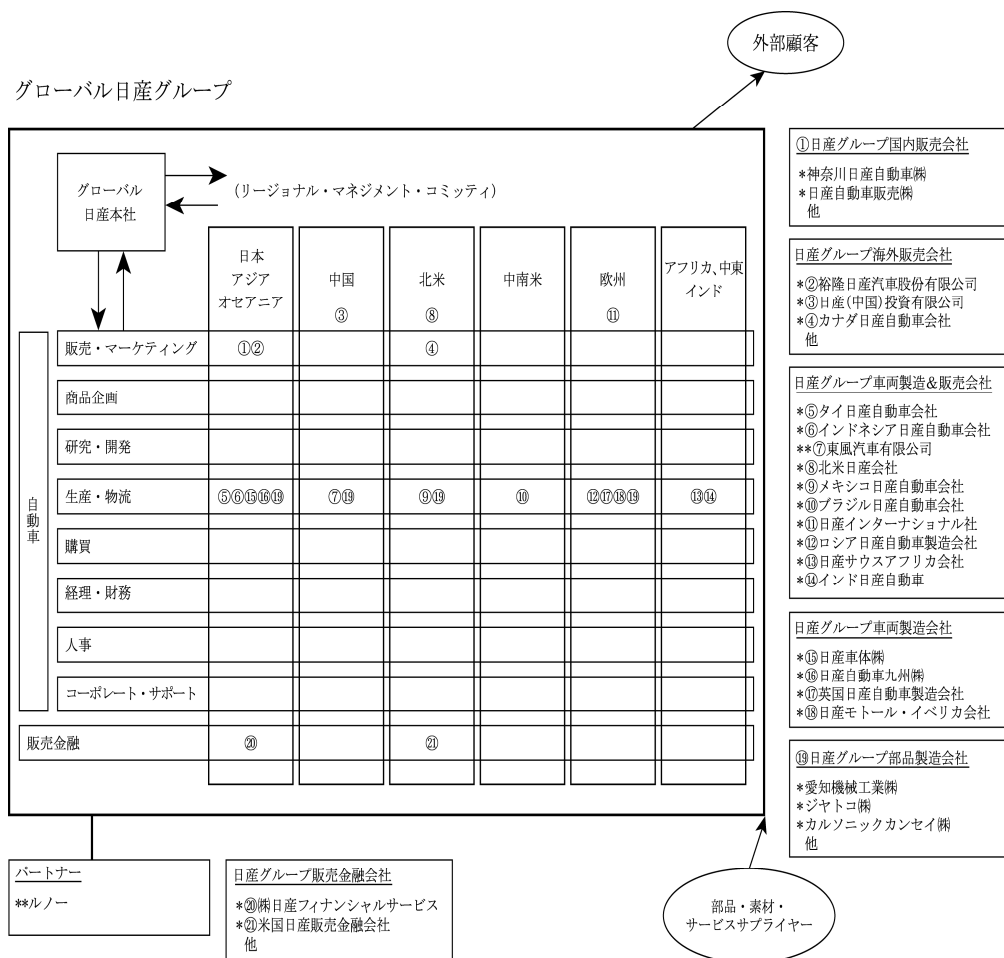 外部顧客
グローバル日産グループ
グローバル
日産本社
(リージョナル・マネジメント・コミッティ)
日本
アジア
オセアニア
中国
③
北米
⑧
中南米
欧州
⑪
アフリカ、中東
インド
自動車
販売・マーケティング
①②
④
商品企画
研究・開発
生産・物流
⑤⑥⑮⑯⑲
⑦⑲
⑨⑲
⑩
⑫⑰⑱⑲
⑬⑭
購買
経理・財務
人事
コーポレート・サポート
販売金融
⑳
㉑
①日産グループ国内販売会社
*神奈川日産自動車㈱
*日産自動車販売㈱
他
日産グループ海外販売会社
*②裕隆日産汽車股份有限公司
*③日産(中国)投資有限公司
*④カナダ日産自動車会社
他
日産グループ車両製造&販売会社
*⑤タイ日産自動車会社
*⑥インドネシア日産自動車会社
**⑦東風汽車有限公司
*⑧北米日産会社
*⑨メキシコ日産自動車会社
*⑩ブラジル日産自動車会社
*⑪日産インターナショナル社
*⑫ロシア日産自動車製造会社
*⑬日産サウスアフリカ会社
*⑭インド日産自動車
日産グループ車両製造会社
*⑮日産車体㈱
*⑯日産自動車九州㈱
*⑰英国日産自動車製造会社
*⑱日産モトール・イベリカ会社
⑲日産グループ部品製造会社
*愛知機械工業㈱
*ジヤトコ㈱
*カルソニックカンセイ㈱
他
パートナー
**ルノー
日産グループ販売金融会社
*⑳㈱日産フィナンシャルサービス
*㉑米国日産販売金融会社
他
部品・素材・
サービスサプライヤー